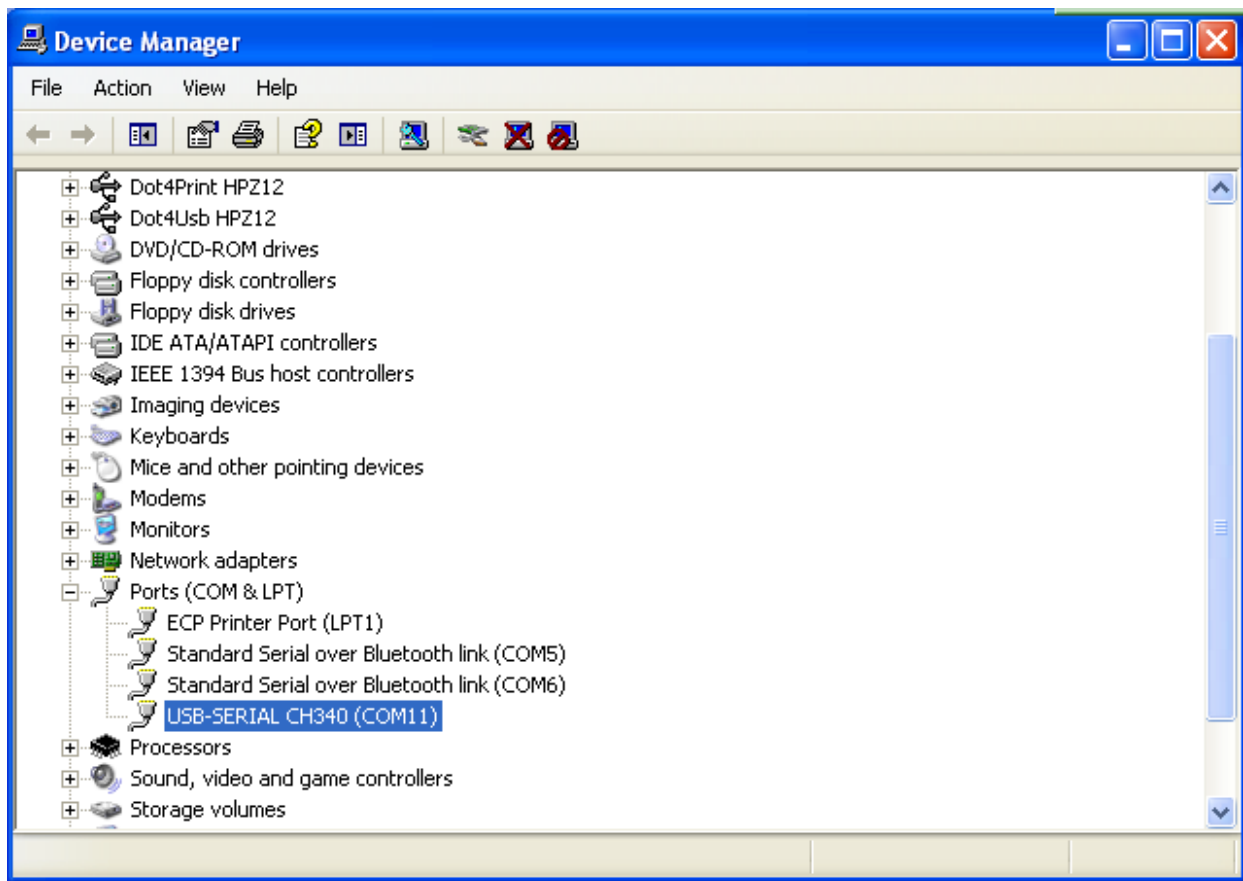 Device Manager
File Action View Help
Dot4Print HPZ12
Dot4Usb HPZ12
DVD/CD-ROM drives
Floppy disk controllers
Floppy disk drives
IDE ATA/ATAPI controllers
IEEE 1394 Bus host controllers
Imaging devices
Keyboards
Mice and other pointing devices
Modems
Monitors
Network adapters
Ports (COM & LPT)
ECP Printer Port (LPT1)
Standard Serial over Bluetooth link (COM5)
Standard Serial over Bluetooth link (COM6)
USB-SERIAL CH340 (COM11)
Processors
Sound, video and game controllers
Storage volumes